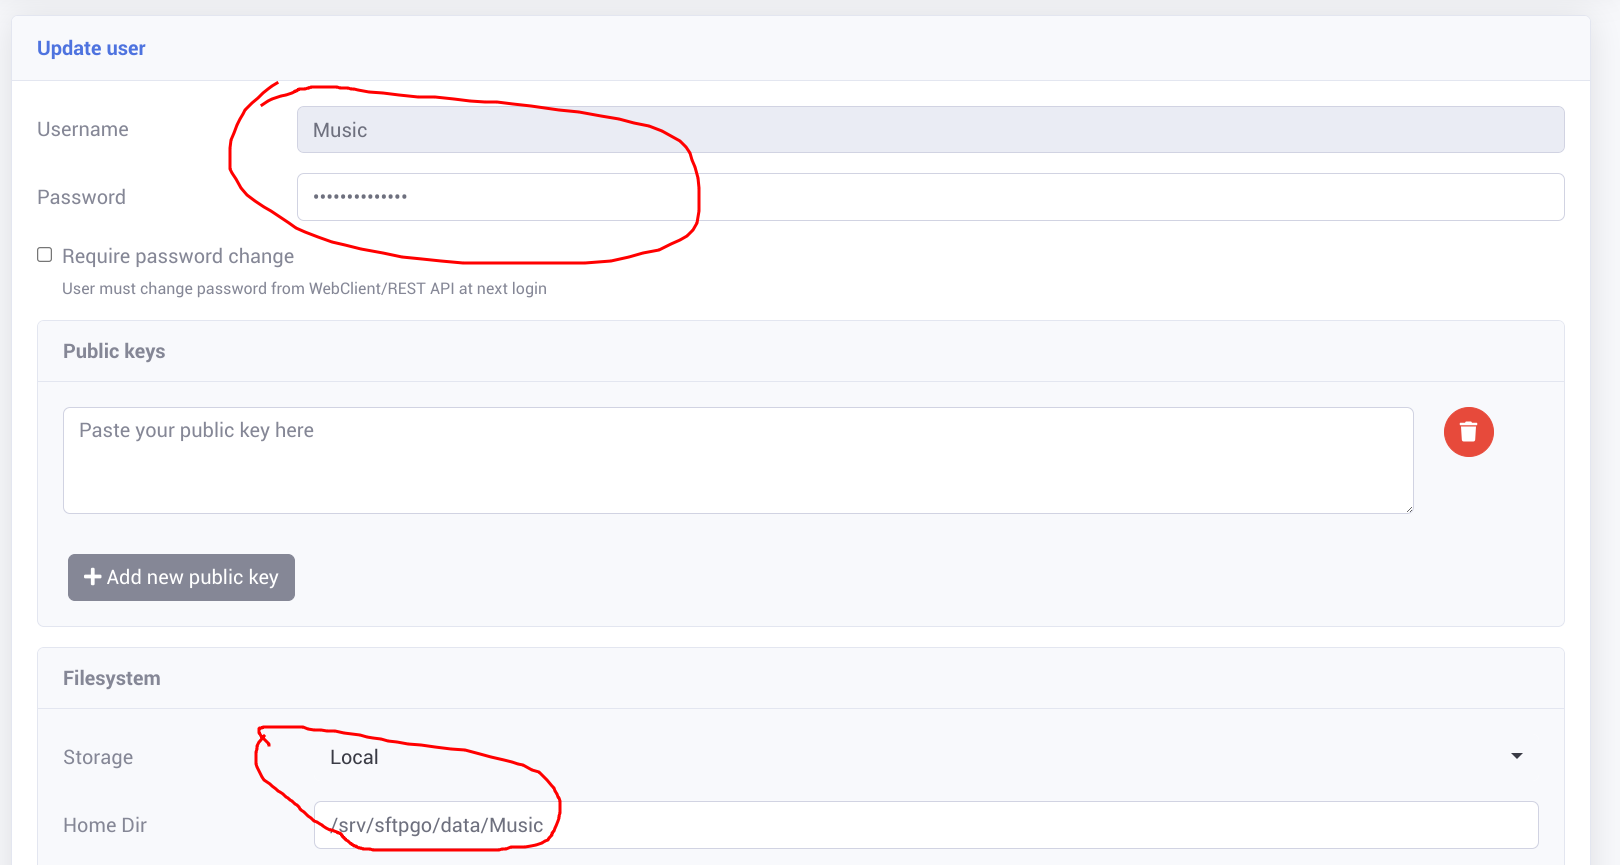 Update user
Username
Music
Password
••••••••••••••
Require password change
User must change password from WebClient/REST API at next login
Public keys
Paste your public key here
Add new public key
Filesystem
Storage
Local
Home Dir
/srv/sftpgo/data/Music